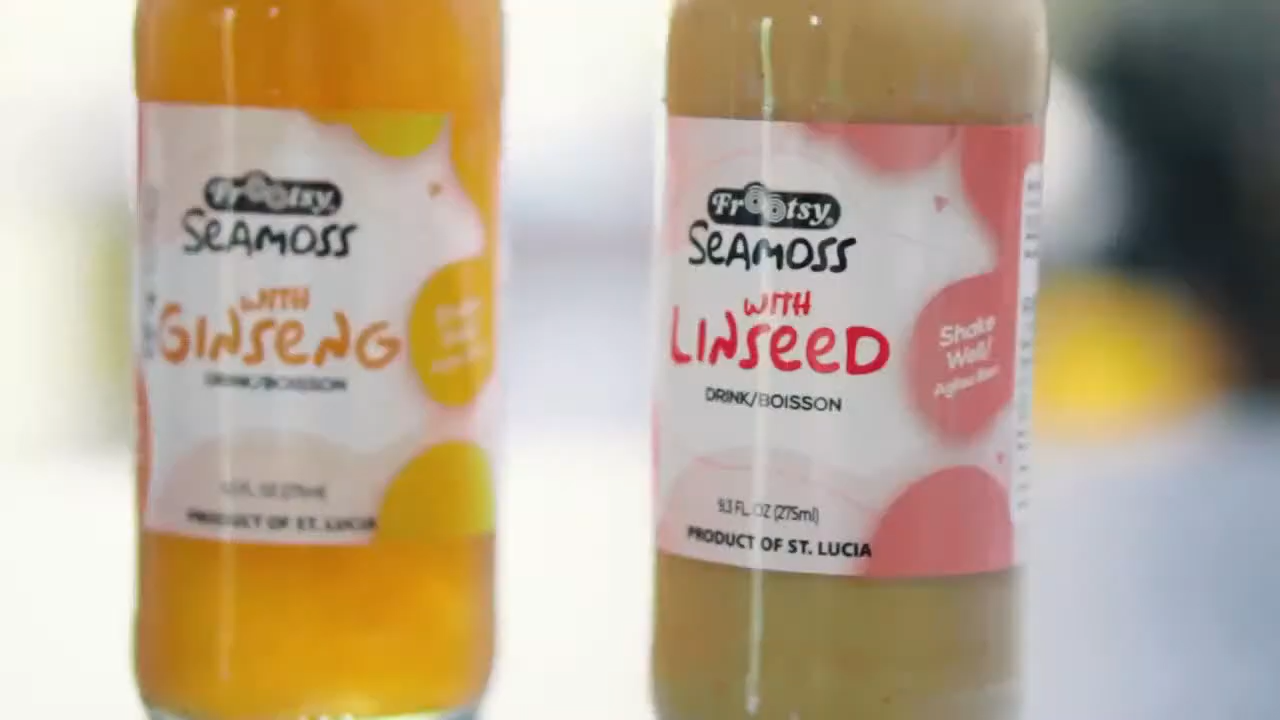 Frootsy
SEAMOSS
WITH
GINSENG
DRINK/BOISSON
PRODUCT OF ST. LUCIA
Frootsy
SEAMOSS
WITH
LINSEED
DRINK/BOISSON
Shake
Well/
9.3 FL. OZ (275ml)
PRODUCT OF ST. LUCIA